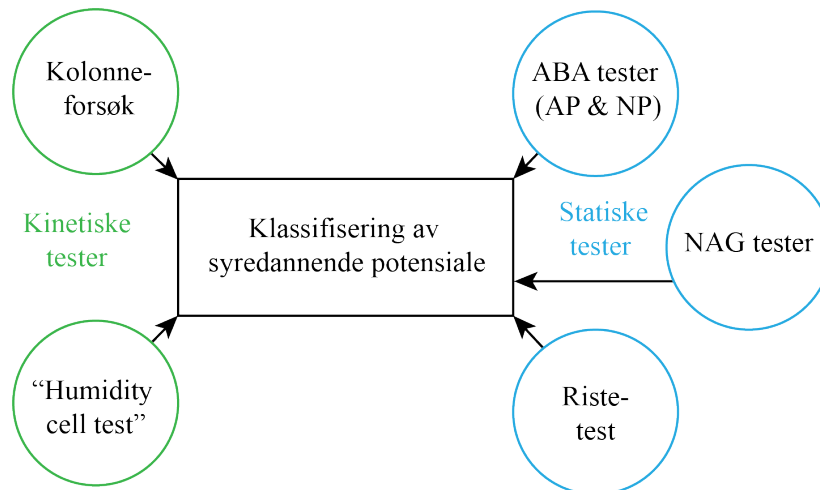 Kolonne-
forsøk
ABA tester
(AP & NP)
Kinetiske
tester
Klassifisering av
syredannende potensiale
Statiske
tester
NAG tester
“Humidity
cell test”
Riste-
test